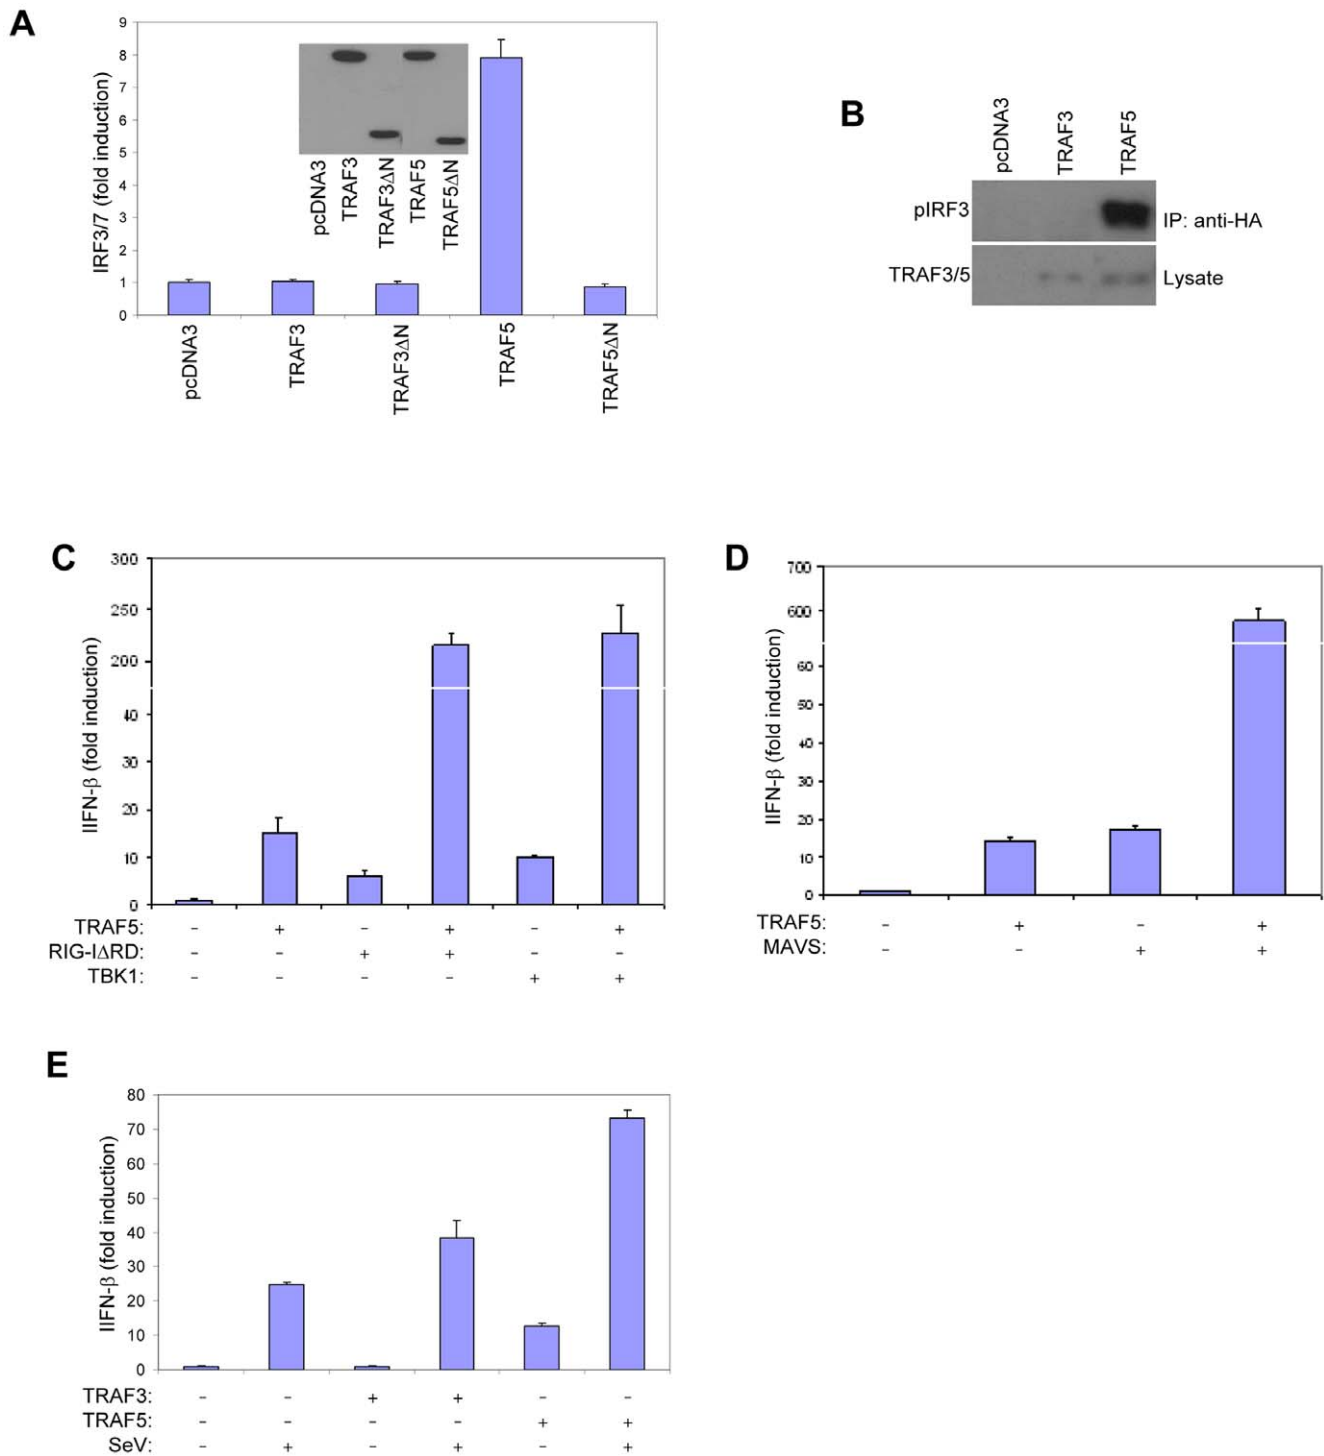 A
IRF3/7 (fold induction)
9
8
7
6
5
4
3
2
1
0
pcDNA3
TRAF3
TRAF3ΔN
TRAF5
TRAF5ΔN
pcDNA3
TRAF3
TRAF3ΔN
TRAF5
TRAF5ΔN
B
pcDNA3
TRAF3
TRAF5
pIRF3
IP: anti-HA
TRAF3/5
Lysate
C
IIFN-β (fold induction)
300
250
200
40
30
20
10
0
TRAF5: - + - + - +
RIG-IΔRD: - - + + - -
TBK1: - - - - + +
D
IIFN-β (fold induction)
700
600
60
50
40
30
20
10
0
TRAF5: - + - +
MAVS: - - + +
E
IIFN-β (fold induction)
80
70
60
50
40
30
20
10
0
TRAF3: - - + + - -
TRAF5: - - - - + +
SeV: - + - + - +